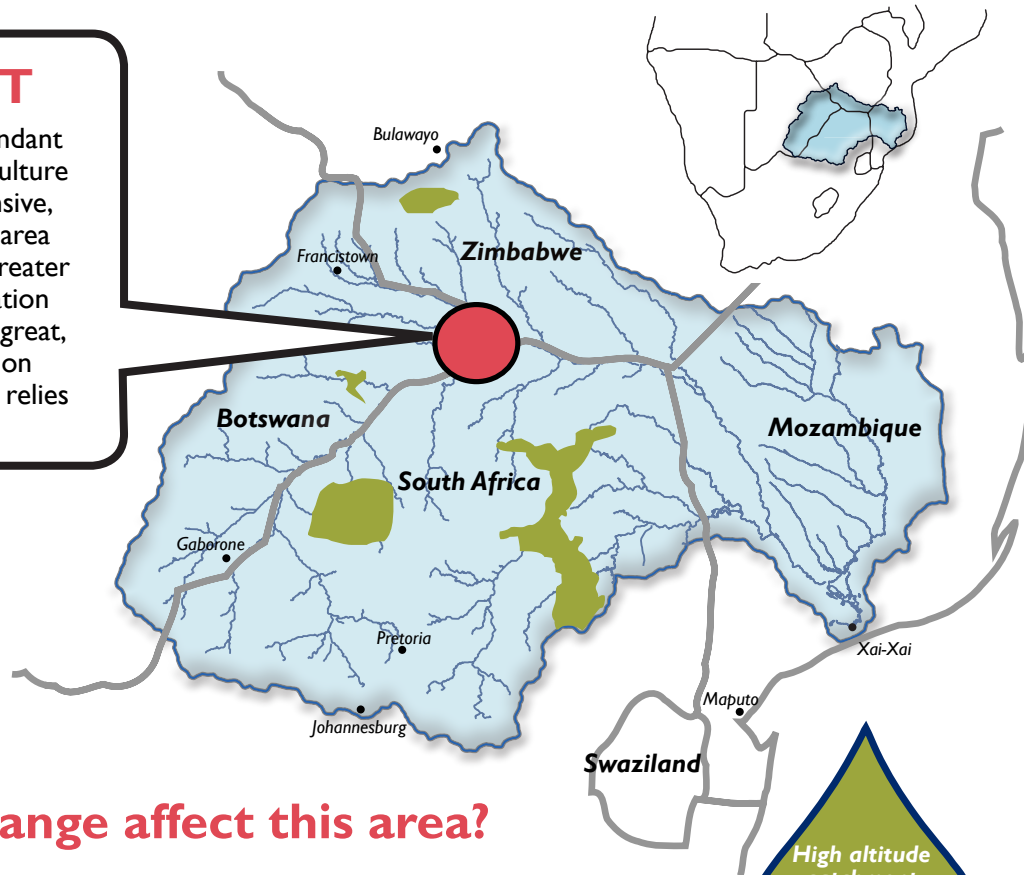 T
ndant
ulture
nsive,
area
reater
ation
great,
on
relies
Bulawayo
Zimbabwe
Francistown
Botswana
Mozambique
South Africa
Gaborone
Pretoria
Xai-Xai
Maputo
Johannesburg
Swaziland
ange affect this area?
High altitude